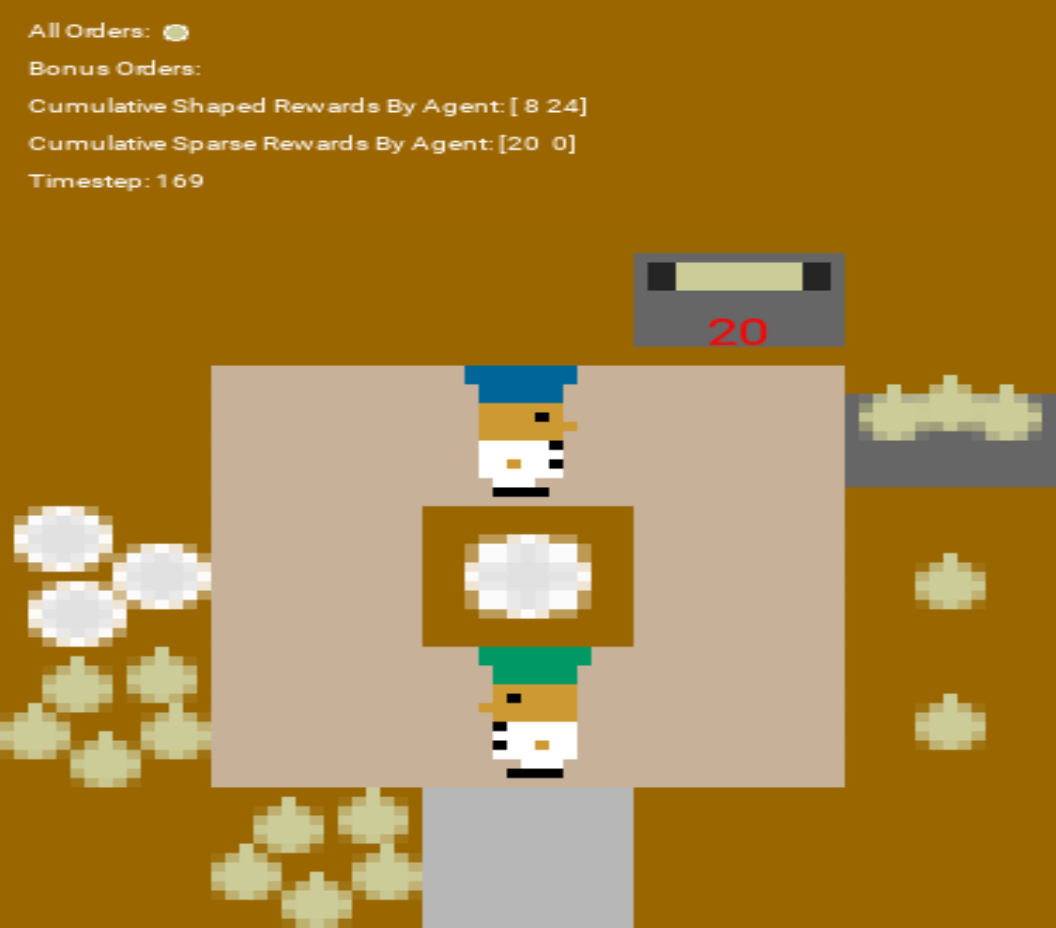 All Orders:
Bonus Orders:
Cumulative Shaped Rewards By Agent: [ 8 24]
Cumulative Sparse Rewards By Agent: [20  0]
Timestep: 169
20